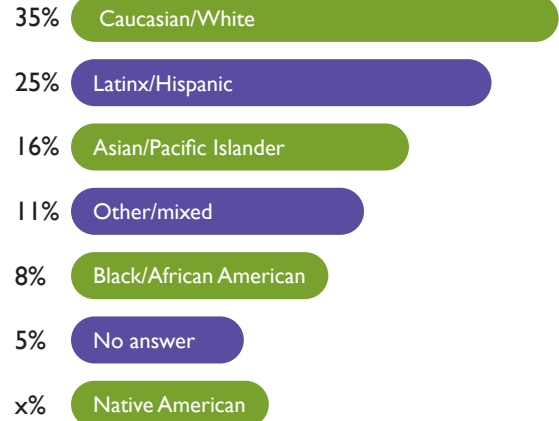 35% Caucasian/White
25% Latinx/Hispanic
16% Asian/Pacific Islander
11% Other/mixed
8% Black/African American
5% No answer
x% Native American